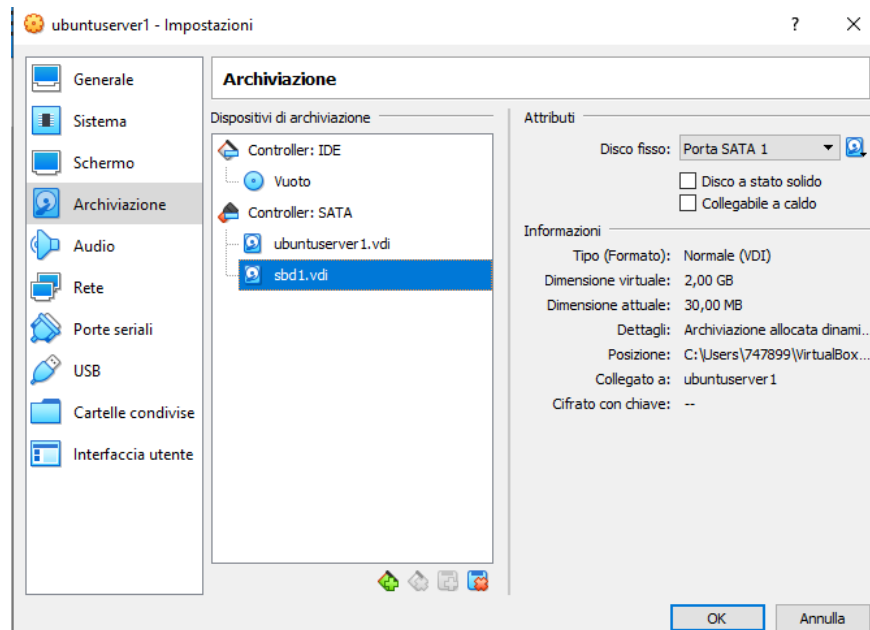 ubuntuserver1 - Impostazioni
?
Generale
Sistema
Schermo
Archiviazione
Audio
Rete
Porte seriali
USB
Cartelle condivise
Interfaccia utente
Archiviazione
Dispositivi di archiviazione
Controller: IDE
Vuoto
Controller: SATA
ubuntuserver1.vdi
sbd1.vdi
Attributi
Disco fisso: Porta SATA 1
Disco a stato solido
Collegabile a caldo
Informazioni
Tipo (Formato): Normale (VDI)
Dimensione virtuale: 2,00 GB
Dimensione attuale: 30,00 MB
Dettagli: Archiviazione allocata dinami...
Posizione: C:\Users\747899\VirtualBox...
Collegato a: ubuntuserver1
Cifrato con chiave: --
OK
Annulla